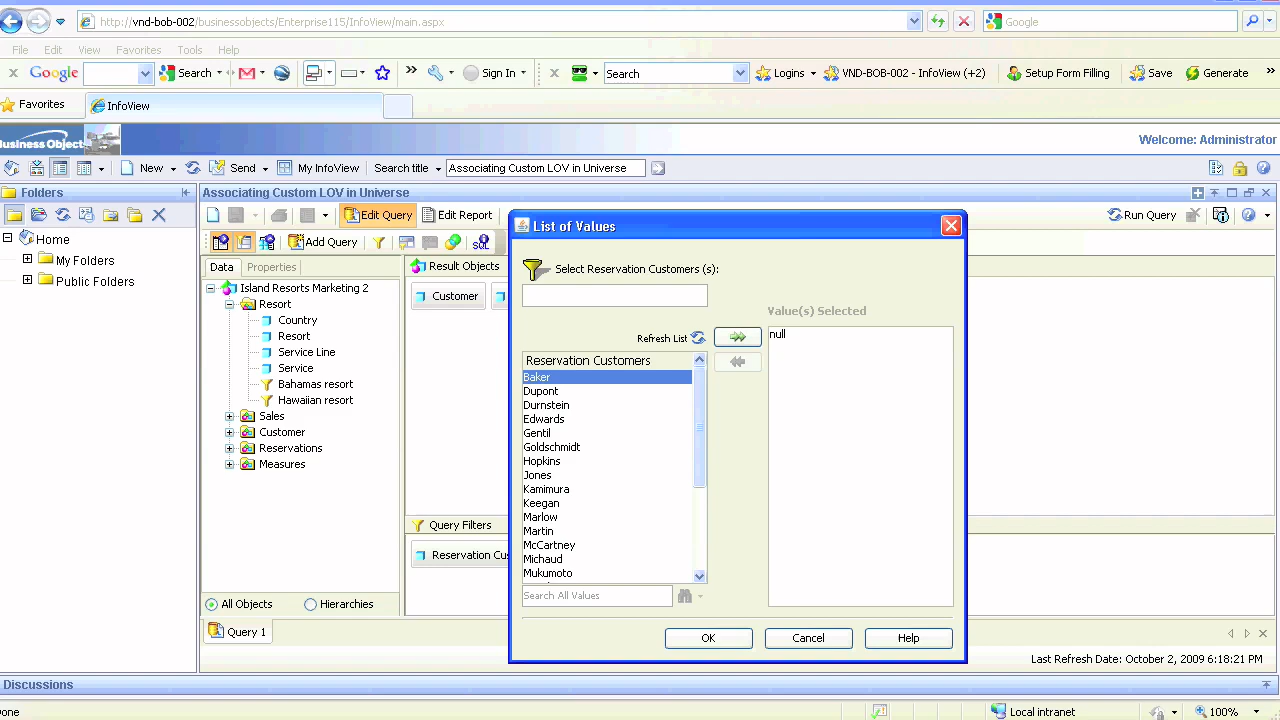 http://vnd-bob-002/businessobjects/Enterprise115/InfoView/main.aspx
Google
File Edit View Favorites Tools Help
Google Search Sign In Search Logins VND-BOB-002 - InfoView (+2) Setup Form Filling Save Generate
Favorites InfoView
Business Objects Welcome: Administrator
New Send My InfoView Search title Associating Custom LOV in Universe
Folders
Associating Custom LOV in Universe
Edit Query Edit Report Run Query
Add Query SQL
Home
My Folders
Public Folders
Data Properties
Island Resorts Marketing 2
Resort
Country
Resort
Service Line
Service
Bahamas resort
Hawaiian resort
Sales
Customer
Reservations
Measures
All Objects Hierarchies
Result Objects
Customer
Query Filters
Reservation Cus
List of Values
Select Reservation Customers (s):
Value(s) Selected
Refresh List
null
Reservation Customers
Baker
Dupont
Durnstein
Edwards
Gentil
Goldschmidt
Hopkins
Jones
Kamimura
Keegan
Marlow
Martin
McCartney
Michaud
Mukumoto
Search All Values
OK Cancel Help
Query 1
Last Refresh Date: October 2, 2009 6:18:21 PM
Discussions
one Local intranet 100%